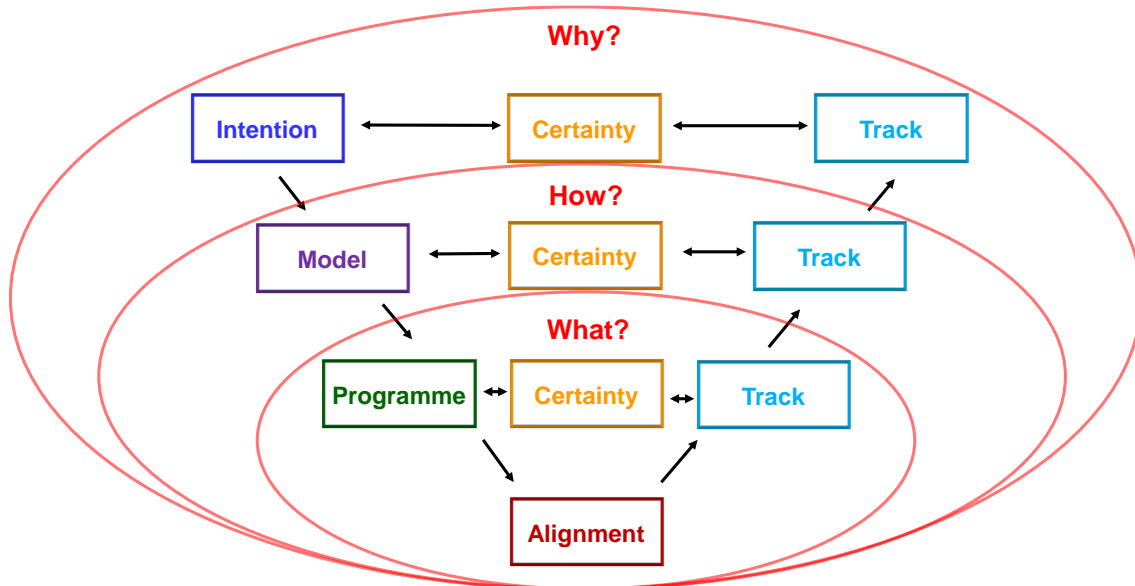 Why?
Intention
Certainty
Track
How?
Model
Certainty
Track
What?
Programme
Certainty
Track
Alignment